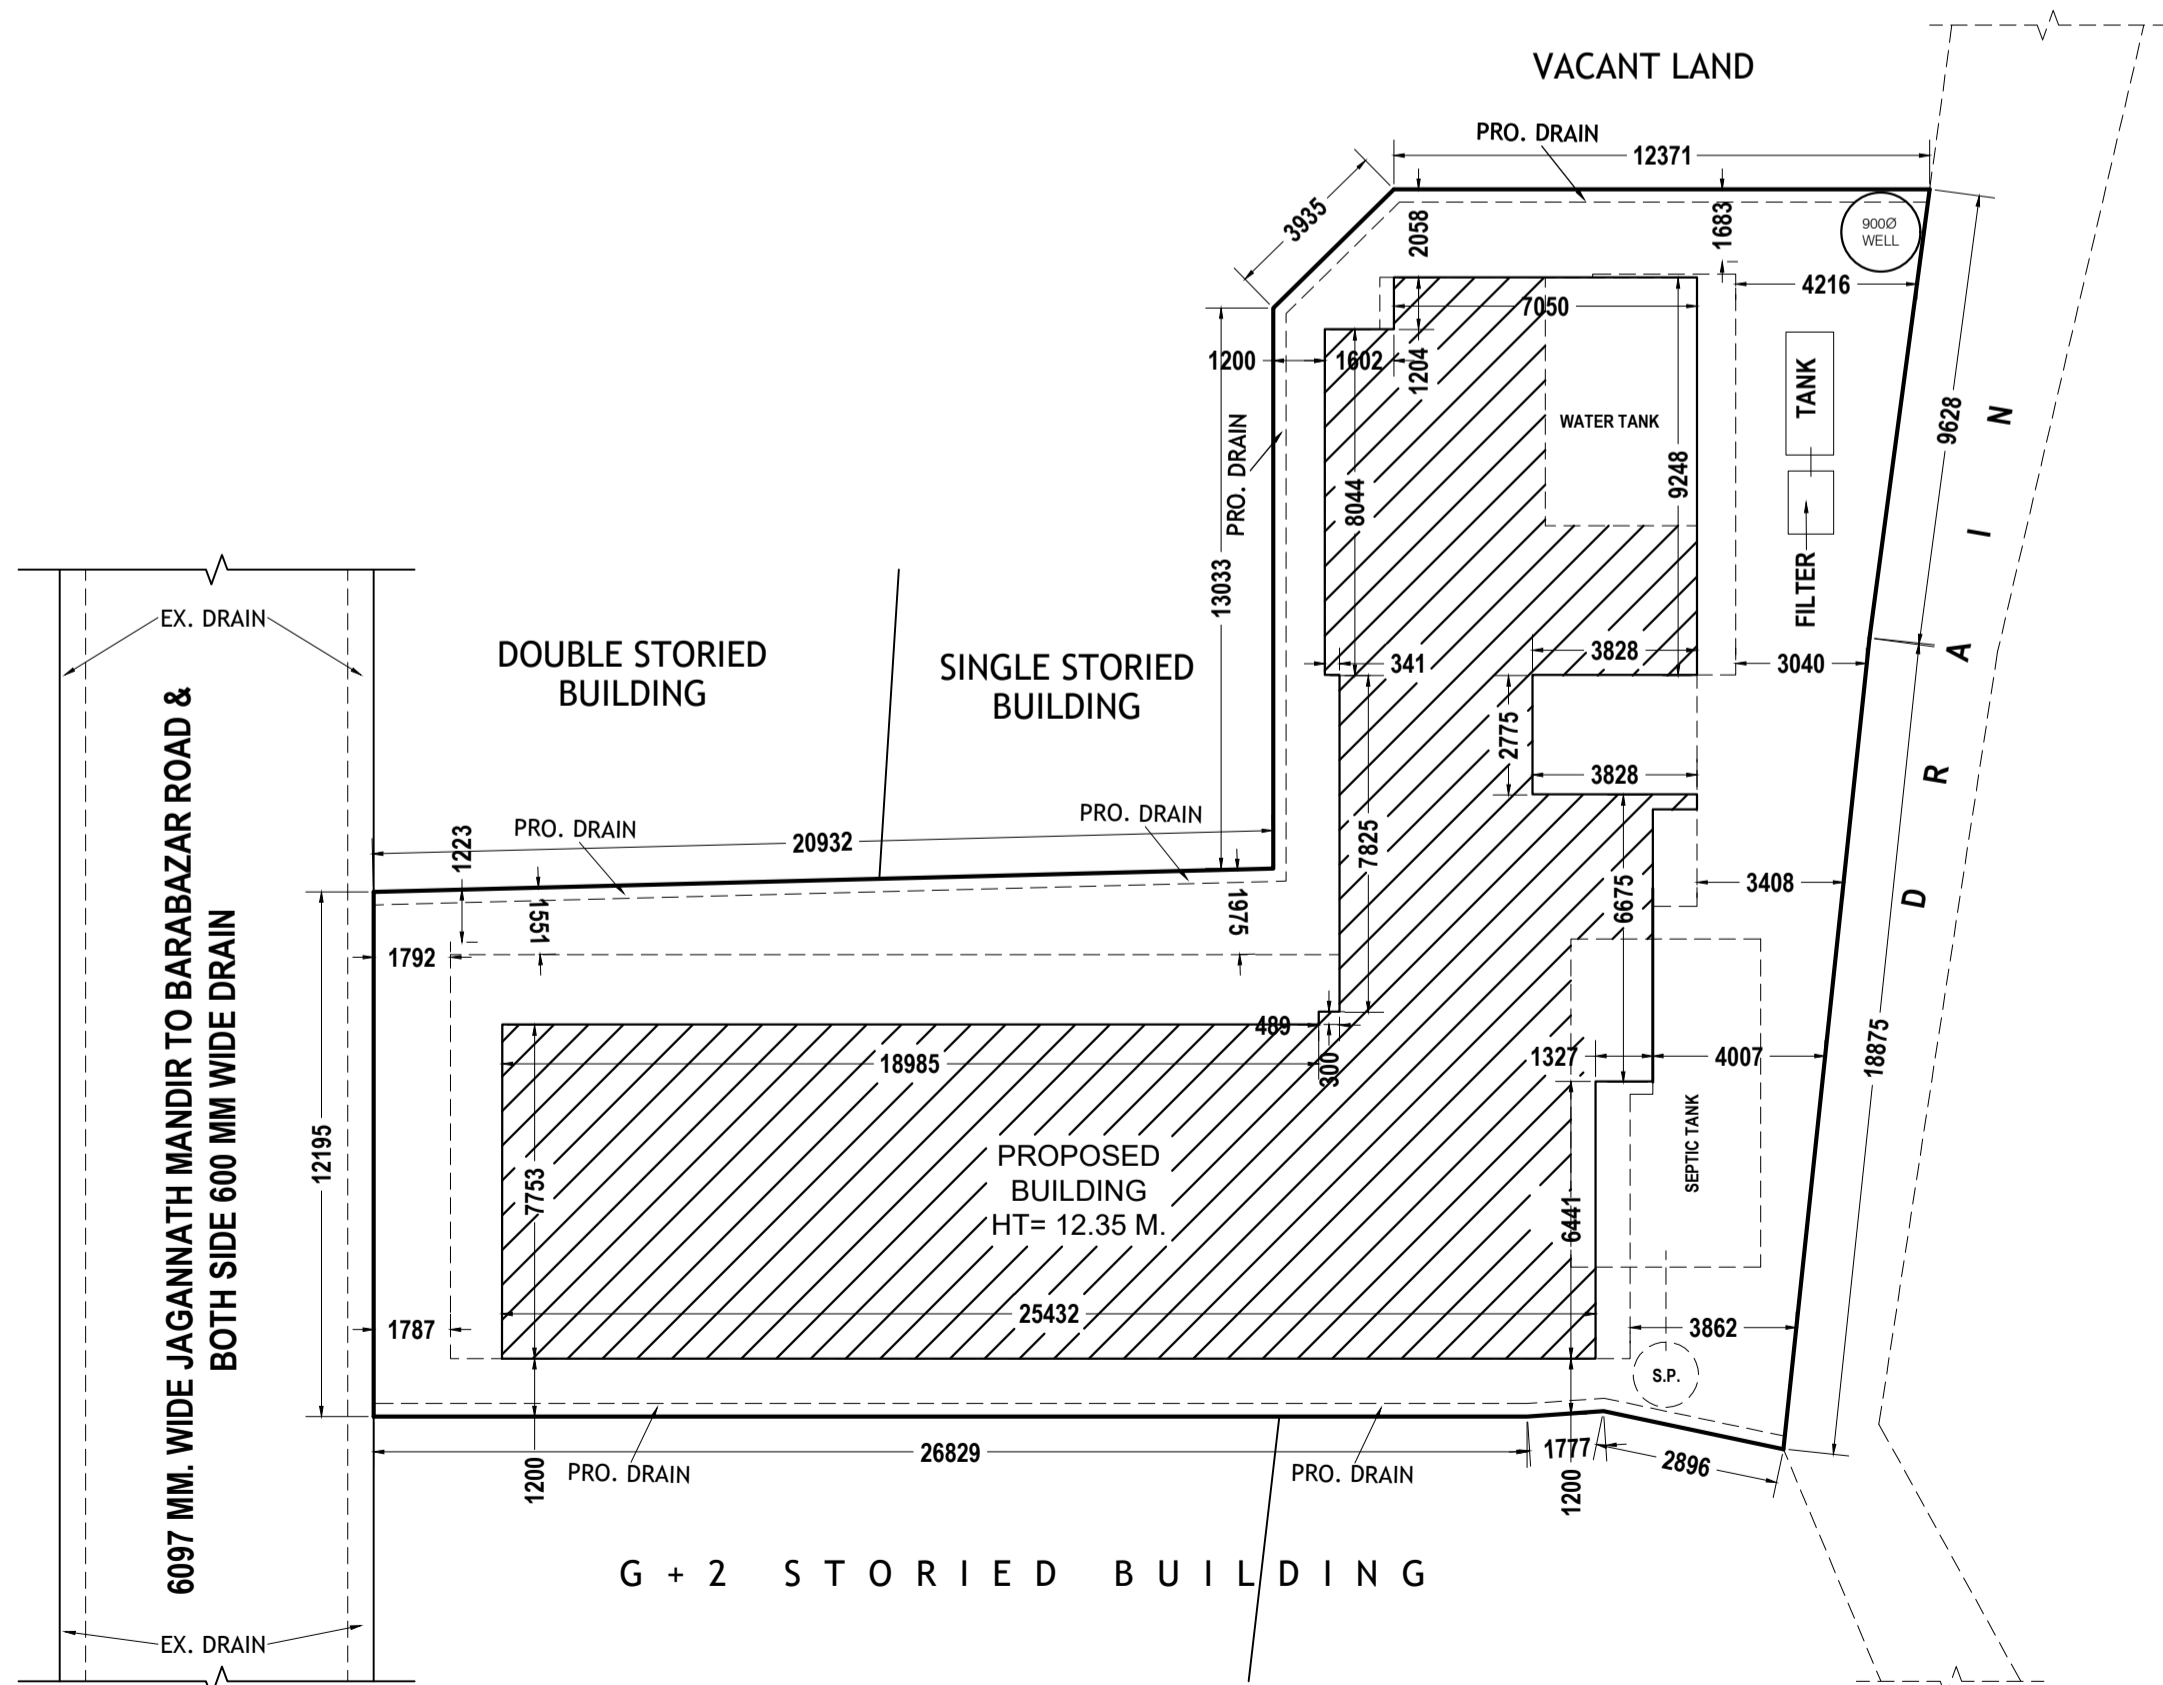 VACANT LAND
PRO. DRAIN
12371
3935
2058
1683
900Ø
WELL
4216
7050
1200
1602
1204
TANK
WATER TANK
9628
PRO. DRAIN
8044
9248
13033
FILTER
EX. DRAIN
DOUBLE STORIED
BUILDING
SINGLE STORIED
BUILDING
341
3828
3040
2775
3828
DRAIN
6097 MM. WIDE JAGANNATH MANDIR TO BARABAZAR ROAD &
BOTH SIDE 600 MM WIDE DRAIN
1223
PRO. DRAIN
20932
PRO. DRAIN
7825
6675
3408
1551
1975
1792
489
300
18985
1327
4007
18875
12195
PROPOSED
BUILDING
HT= 12.35 M.
7753
6441
SEPTIC TANK
25432
1787
3862
S.P.
26829
1777
2896
1200
PRO. DRAIN
PRO. DRAIN
1200
G + 2 STORIED BUILDING
EX. DRAIN